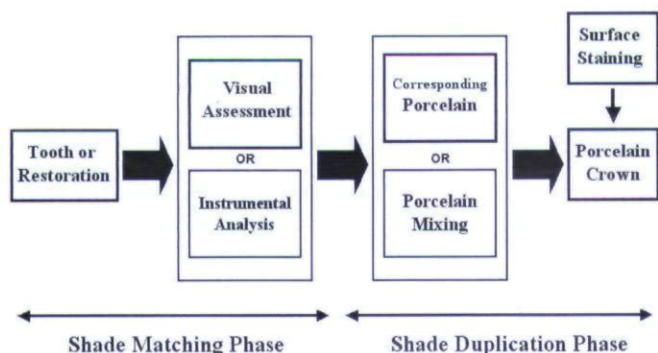 Surface
Staining
Visual
Assessment
Corresponding
Porcelain
Tooth or
Restoration
OR
OR
Porcelain
Crown
Instrumental
Analysis
Porcelain
Mixing
Shade Matching Phase
Shade Duplication Phase